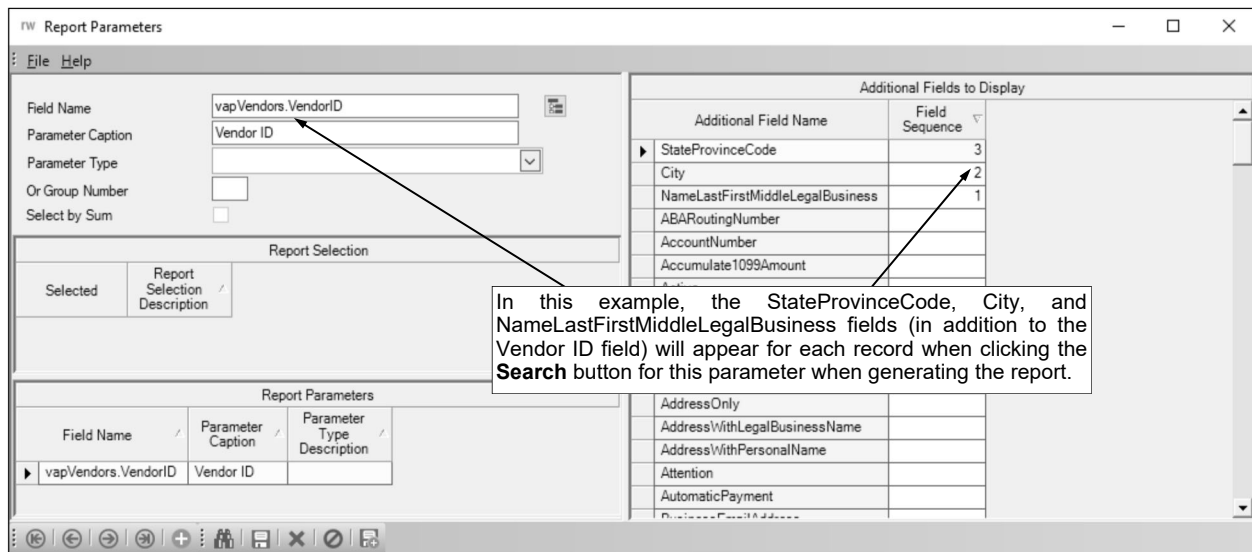 rw Report Parameters
File Help
Field Name vapVendors.VendorID
Parameter Caption Vendor ID
Parameter Type
Or Group Number
Select by Sum
Report Selection
Selected
Report Selection Description
Report Parameters
Field Name
Parameter Caption
Parameter Type Description
vapVendors.VendorID Vendor ID
Additional Fields to Display
Additional Field Name
Field Sequence
StateProvinceCode 3
City 2
NameLastFirstMiddleLegalBusiness 1
ABARoutingNumber
AccountNumber
Accumulate1099Amount
In this example, the StateProvinceCode, City, and
NameLastFirstMiddleLegalBusiness fields (in addition to the
Vendor ID field) will appear for each record when clicking the
Search button for this parameter when generating the report.
AddressOnly
AddressWithLegalBusinessName
AddressWithPersonalName
Attention
AutomaticPayment